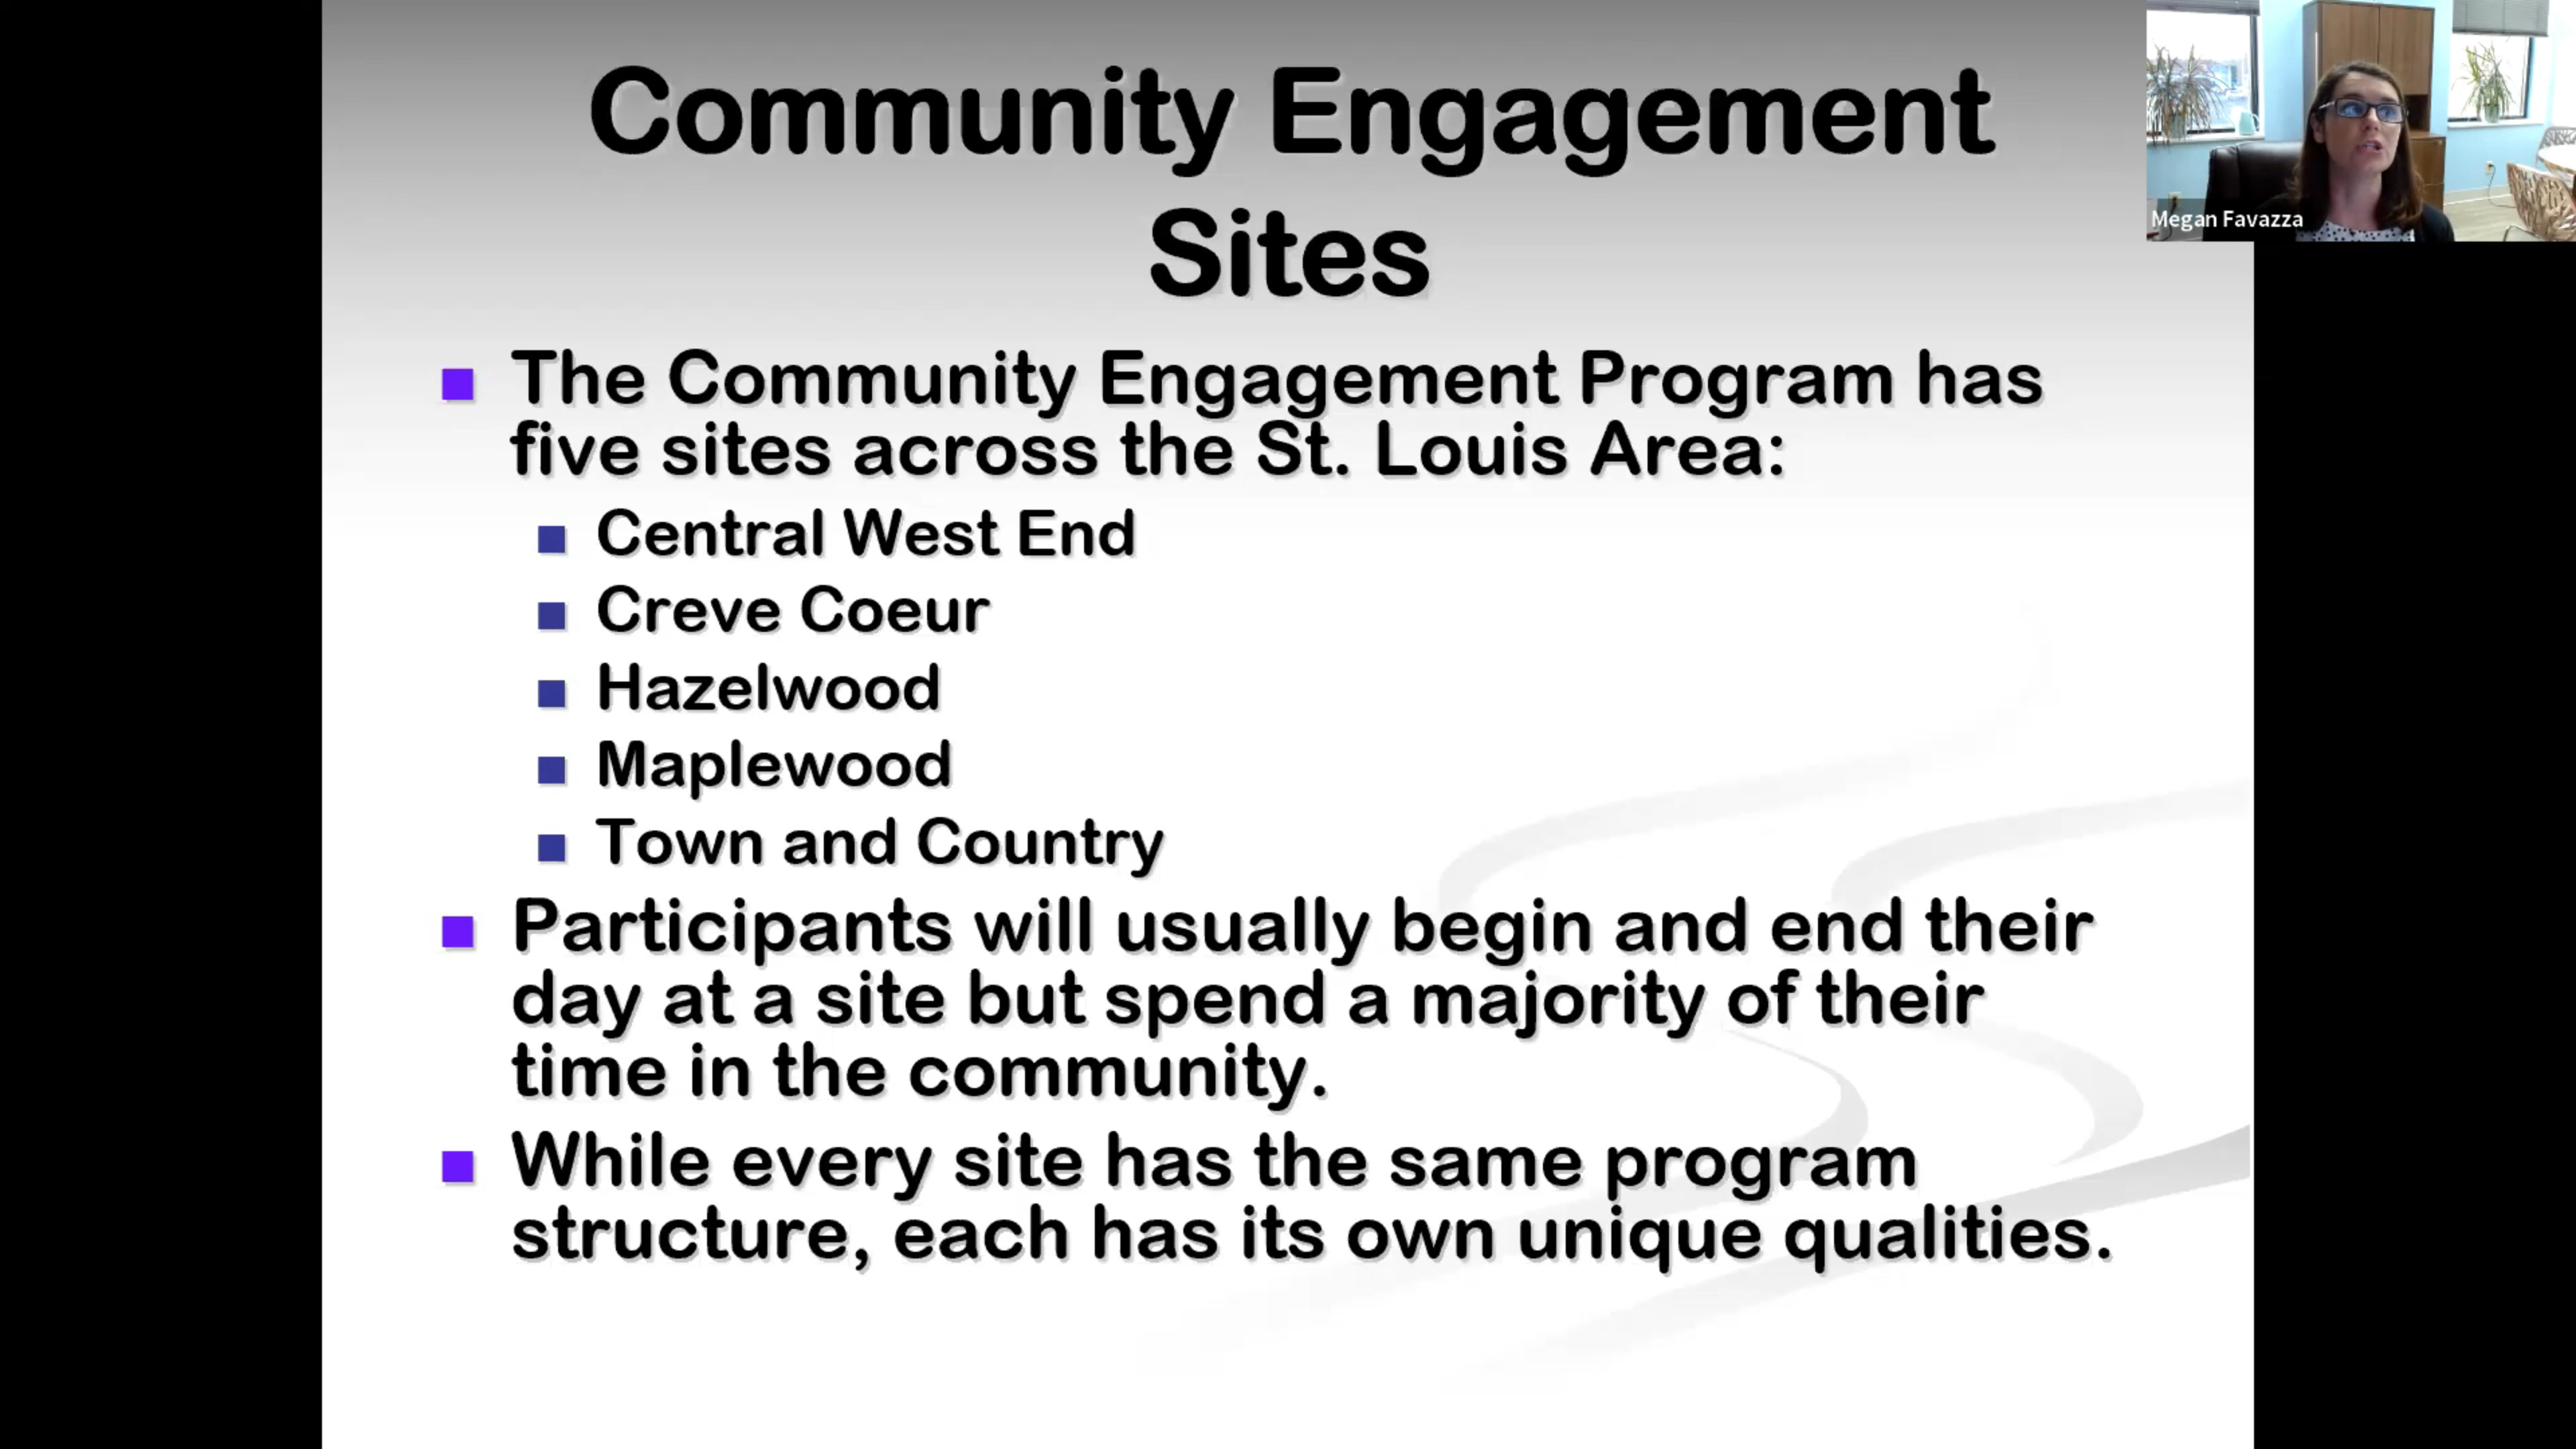 Community Engagement
Sites
The Community Engagement Program has
five sites across the St. Louis Area:
Central West End
Creve Coeur
Hazelwood
Maplewood
Town and Country
Participants will usually begin and end their
day at a site but spend a majority of their
time in the community.
While every site has the same program
structure, each has its own unique qualities.
Megan Favazza